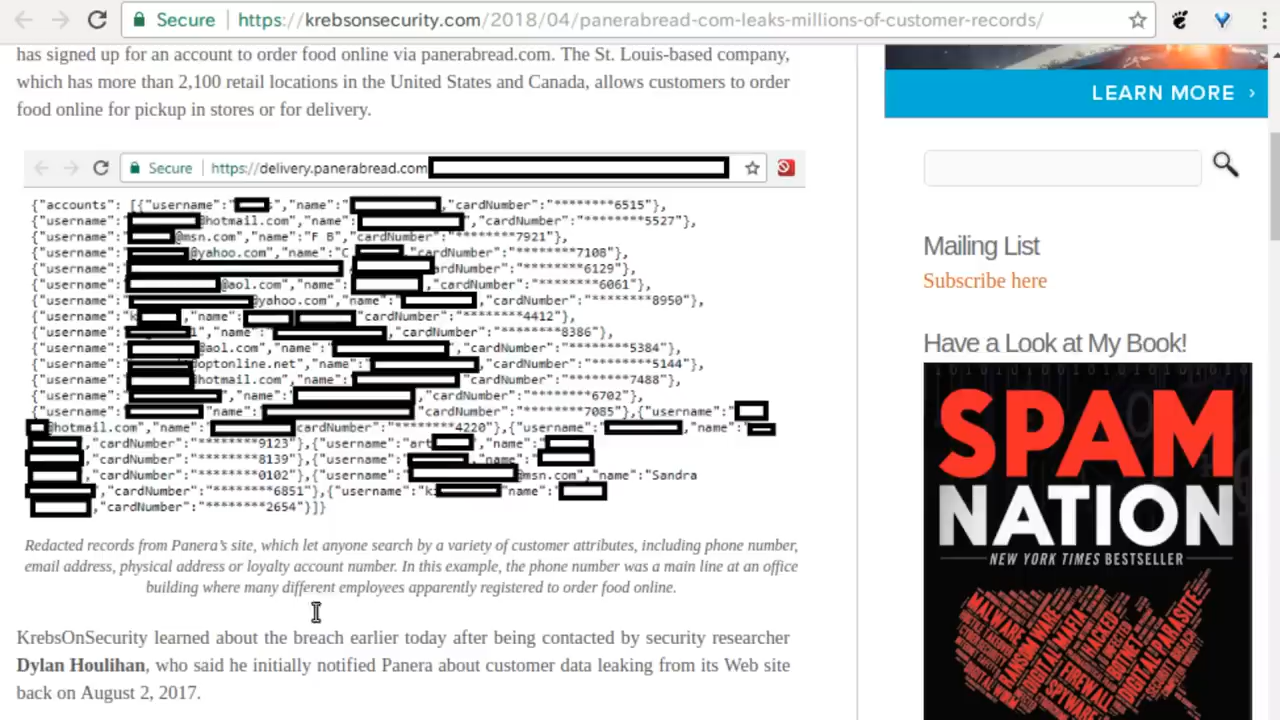 Secure https://krebsonsecurity.com/2018/04/panerabread-com-leaks-millions-of-customer-records/
has signed up for an account to order food online via panerabread.com. The St. Louis-based company,
which has more than 2,100 retail locations in the United States and Canada, allows customers to order
food online for pickup in stores or for delivery.
Secure https://delivery.panerabread.com
{"accounts": [{"username":" ","name": ,"cardNumber":"********6515"},
{"username": @hotmail.com","name": ,"cardNumber":"********5527"},
{"username": @msn.com","name":"F B","cardNumber":"********7921"},
{"username": @yahoo.com","name":"C ,"cardNumber":"********7108"},
{"username": cardNumber":"********6129"},
{"username": @aol.com","name": ,"cardNumber":"********6061"},
{"username": @yahoo.com","name": ,"cardNumber":"********8950"},
{"username":"k ,"name": ,"cardNumber":"********4412"},
{"username": ,"name": "cardNumber":"********8386"},
{"username": @aol.com","name": ,"cardNumber":"********5384"},
{"username": optonline.net","name": ,"cardNumber":"********5144"},
{"username": @hotmail.com","name": ,"cardNumber":"********7488"},
{"username": ,"name": ,"cardNumber":"********6702"},
{"username": "name": "cardNumber":"********7085"},{"username":"
@hotmail.com","name": cardNumber":"********4220"},{"username": ,"name":
,"cardNumber":"********9123"},{"username":"art ,"name":
,"cardNumber":"********8139"},{"username": ,"name":
,"cardNumber":"********0102"},{"username": @msn.com","name":"Sandra
,"cardNumber":"********6851"},{"username":"k "name":
,"cardNumber":"********2654"}]}
Redacted records from Panera's site, which let anyone search by a variety of customer attributes, including phone number,
email address, physical address or loyalty account number. In this example, the phone number was a main line at an office
building where many different employees apparently registered to order food online.
KrebsOnSecurity learned about the breach earlier today after being contacted by security researcher
Dylan Houlihan, who said he initially notified Panera about customer data leaking from its Web site
back on August 2, 2017.
LEARN MORE ›
Mailing List
Subscribe here
Have a Look at My Book!
SPAM
NATION
NEW YORK TIMES BESTSELLER
MALWARE
RANSOMWARE
MAFIA
FIREWALL
SPYWARE
HACKED
BOTNET
DIGITAL PARASITE